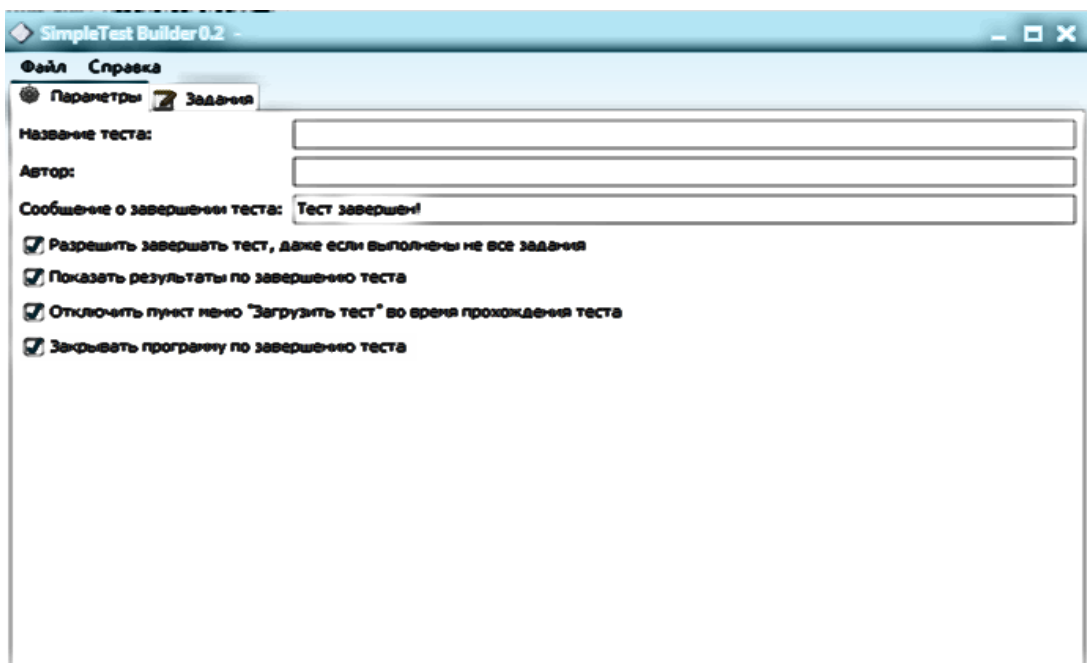 SimpleTest Builder 0.2 -
Файл Справка
Параметры Задания
Название теста:
Автор:
Сообщение о завершении теста: Тест завершен!
Разрешить завершать тест, даже если выполнены не все задания
Показать результаты по завершению теста
Отключить пункт меню "Загрузить тест" во время прохождения теста
Закрывать программу по завершению теста